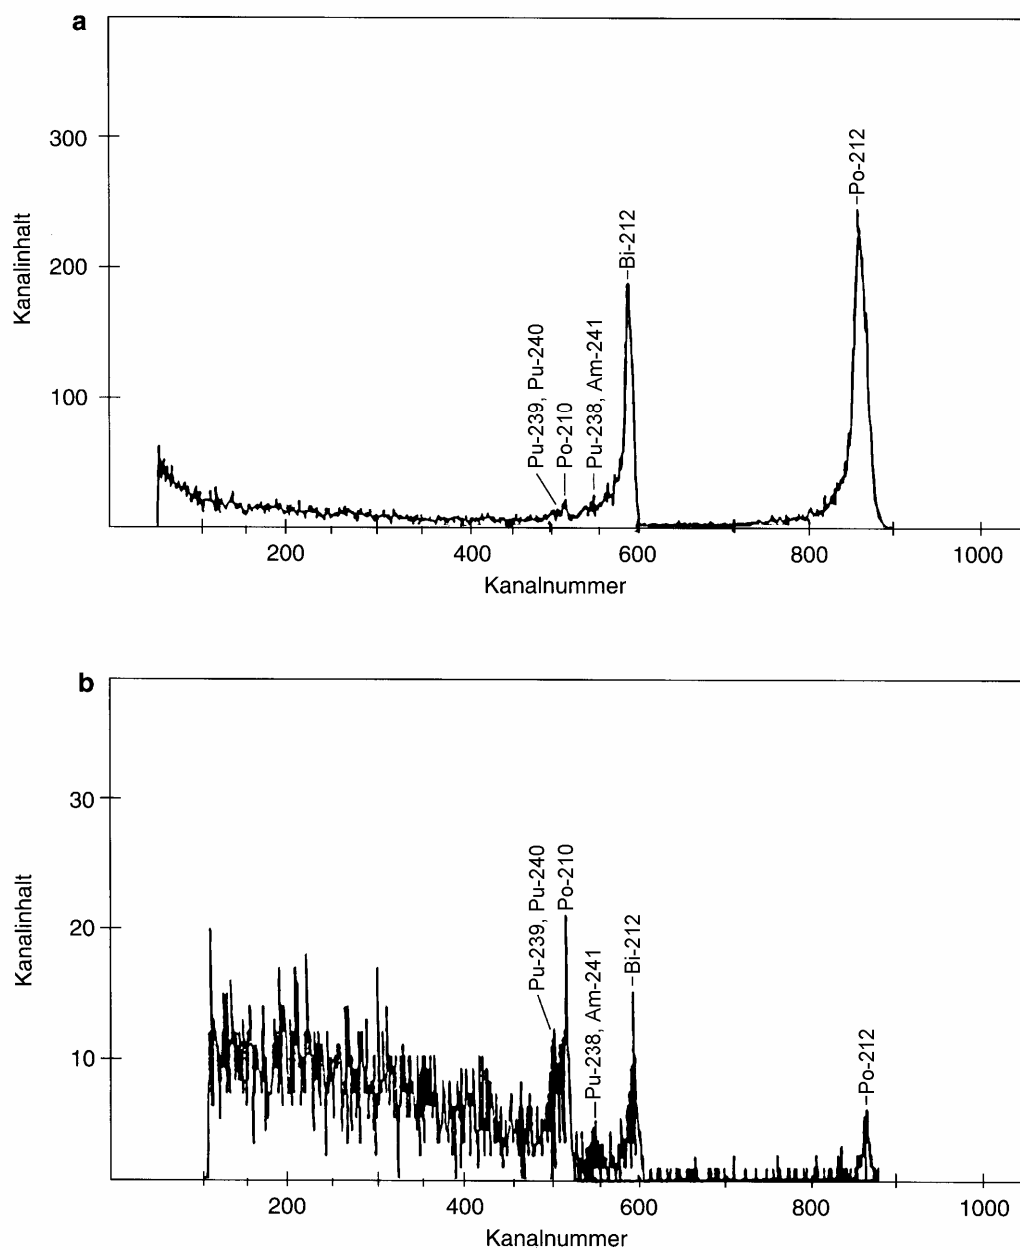 a
300
200
100
Kanalinhalt
Pu-239, Pu-240
Po-210
Pu-238, Am-241
Bi-212
Po-212
200 400 600 800 1000
Kanalnummer
b
30
20
10
Kanalinhalt
Pu-239, Pu-240
Po-210
Pu-238, Am-241
Bi-212
Po-212
200 400 600 800 1000
Kanalnummer